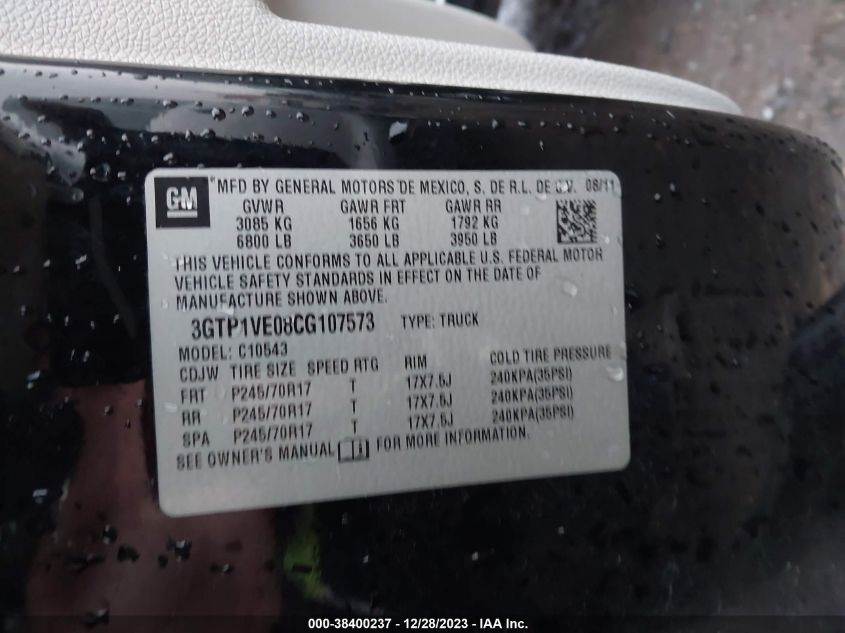 GM
MFD BY GENERAL MOTORS DE MEXICO, S. DE R.L. DE C.V. 08/11
GVWR GAWR FRT GAWR RR
3085 KG 1656 KG 1792 KG
6800 LB 3650 LB 3950 LB
THIS VEHICLE CONFORMS TO ALL APPLICABLE U.S. FEDERAL MOTOR
VEHICLE SAFETY STANDARDS IN EFFECT ON THE DATE OF
MANUFACTURE SHOWN ABOVE.
3GTP1VE08CG107573 TYPE: TRUCK
MODEL: C10543
CDJW TIRE SIZE SPEED RTG RIM COLD TIRE PRESSURE
FRT P245/70R17 T 17X7.5J 240KPA(35PSI)
RR P245/70R17 T 17X7.5J 240KPA(35PSI)
SPA P245/70R17 T 17X7.5J 240KPA(35PSI)
SEE OWNER'S MANUAL FOR MORE INFORMATION.
000-38400237 - 12/28/2023 - IAA Inc.